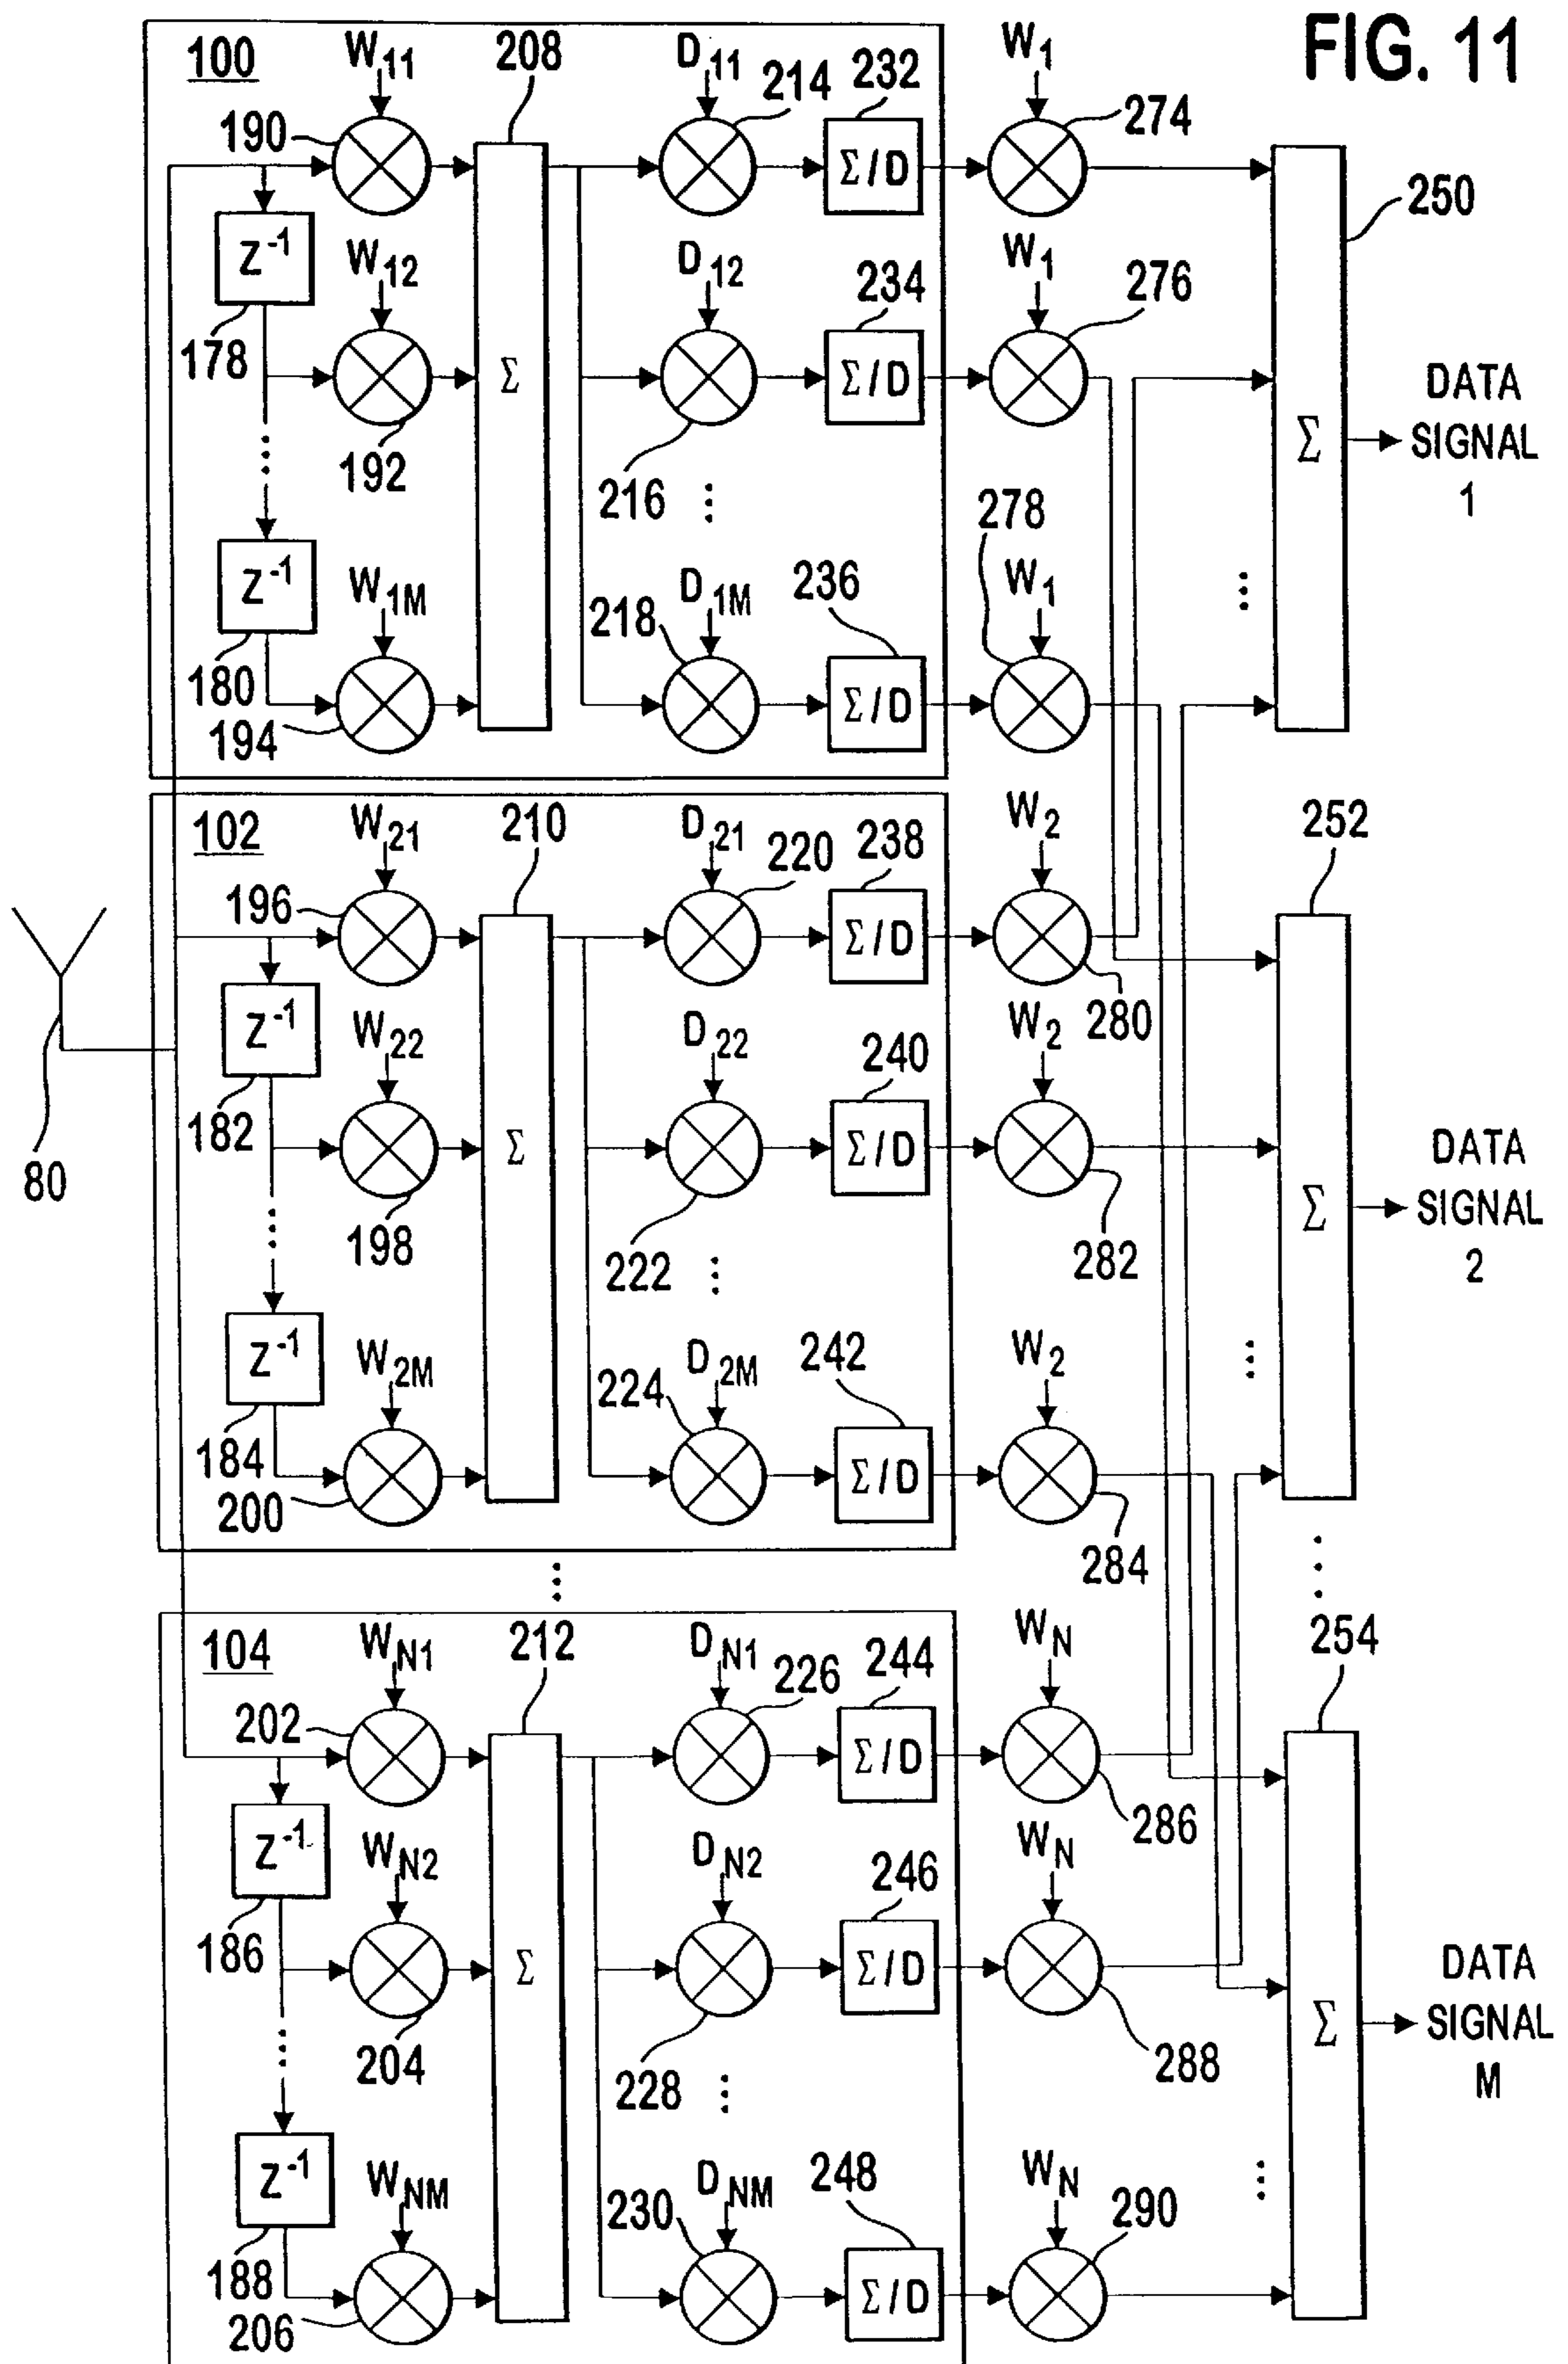 FIG. 11
100 W11 208 D11 214 232 W1 274
190
Σ/D
250
Z-1 W12 D12 234 W1 276
178
Σ Σ/D
192 216 ⋮ 278
DATA
SIGNAL
1
Σ
Z-1 W1M D1M 236 W1 ⋮
218
180 Σ/D
194
102 W21 210 D21 220 238 W2 252
196
Σ/D
Z-1 W22 D22 240 W2 280
80
182
Σ Σ/D
198 222 ⋮ 282
DATA
SIGNAL
2
Σ
Z-1 W2M D2M 242 W2 ⋮
224
184 Σ/D
200 284
⋮ ⋮
104 WN1 212 DN1 226 244 WN 254
202
Σ/D
Z-1 WN2 DN2 246 WN 286
186
Σ Σ/D
204 228 ⋮ 288
DATA
SIGNAL
M
Σ
Z-1 WNM DNM 248 WN 290 ⋮
230
188 Σ/D
206